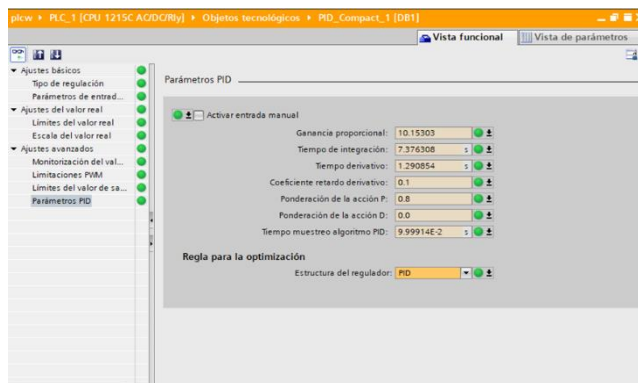 plcw ▸ PLC_1 [CPU 1215C AC/DC/Rly] ▸ Objetos tecnológicos ▸ PID_Compact_1 [DB1]
Vista funcional
Vista de parámetros
Ajustes básicos
Tipo de regulación
Parámetros de entrad...
Ajustes del valor real
Límites del valor real
Escala del valor real
Ajustes avanzados
Monitorización del val...
Limitaciones PWM
Límites del valor de sa...
Parámetros PID
Parámetros PID
Activar entrada manual
Ganancia proporcional: 10.15303
Tiempo de integración: 7.376308 s
Tiempo derivativo: 1.290854 s
Coeficiente retardo derivativo: 0.1
Ponderación de la acción P: 0.8
Ponderación de la acción D: 0.0
Tiempo muestreo algoritmo PID: 9.99914E-2 s
Regla para la optimización
Estructura del regulador: PID